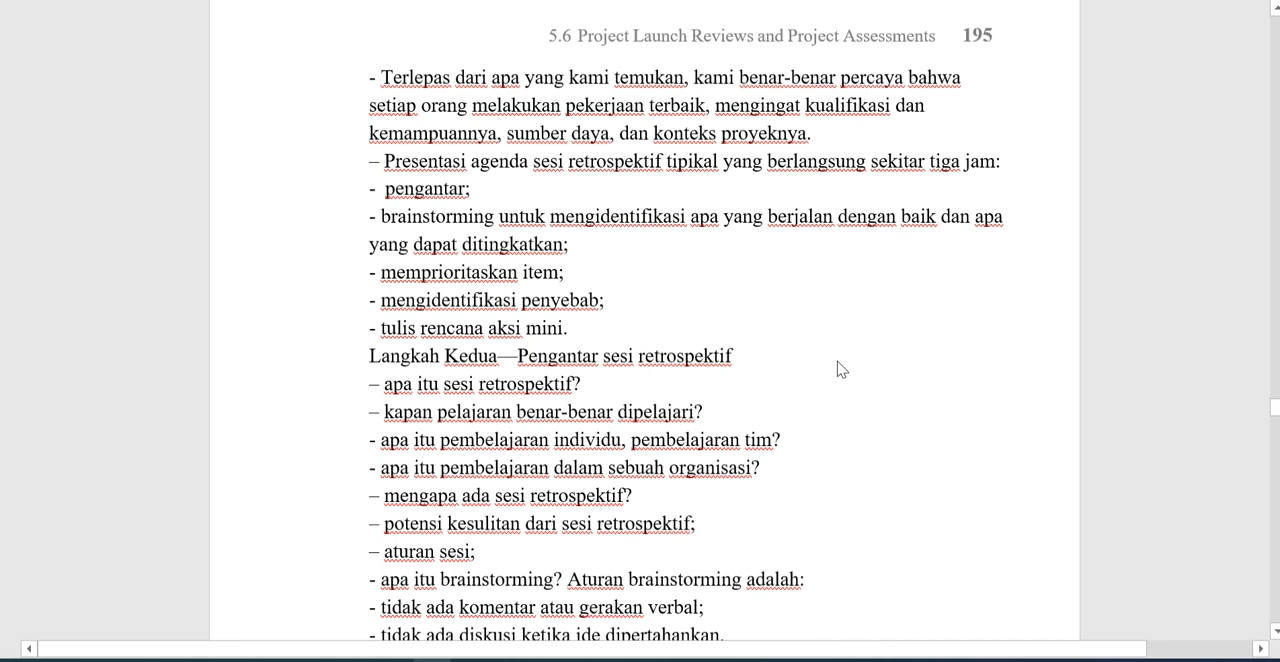 5.6 Project Launch Reviews and Project Assessments 195
- Terlepas dari apa yang kami temukan, kami benar-benar percaya bahwa
setiap orang melakukan pekerjaan terbaik, mengingat kualifikasi dan
kemampuannya, sumber daya, dan konteks proyeknya.
– Presentasi agenda sesi retrospektif tipikal yang berlangsung sekitar tiga jam:
- pengantar;
- brainstorming untuk mengidentifikasi apa yang berjalan dengan baik dan apa
yang dapat ditingkatkan;
- memprioritaskan item;
- mengidentifikasi penyebab;
- tulis rencana aksi mini.
Langkah Kedua—Pengantar sesi retrospektif
– apa itu sesi retrospektif?
– kapan pelajaran benar-benar dipelajari?
- apa itu pembelajaran individu, pembelajaran tim?
- apa itu pembelajaran dalam sebuah organisasi?
– mengapa ada sesi retrospektif?
– potensi kesulitan dari sesi retrospektif;
– aturan sesi;
- apa itu brainstorming? Aturan brainstorming adalah:
- tidak ada komentar atau gerakan verbal;
- tidak ada diskusi ketika ide dipertahankan.